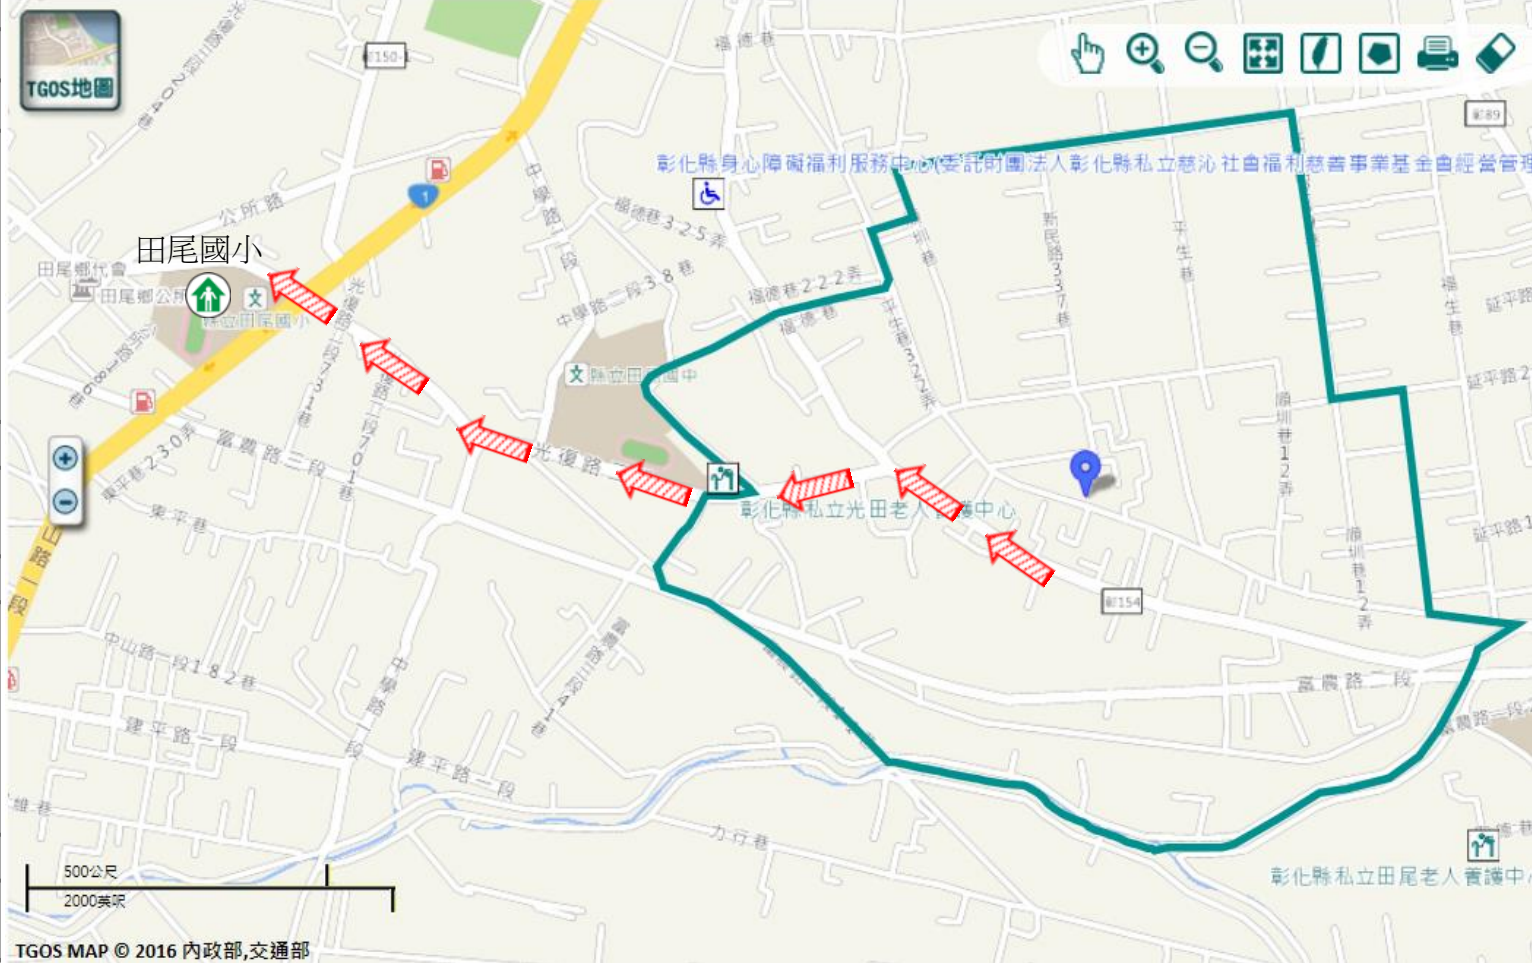 TGOS地圖
彰150-1
光復路三段204巷
福德巷
彰89
中學路二段
彰化縣身心障礙福利服務中心(委託財團法人彰化縣私立慈沁社會福利慈善事業基金會經營管理
1
公所路
福德巷325弄
新民路337巷
平生巷
田尾國小
田尾鄉代會
田尾鄉公所
縣立田尾國小
中學路二段38巷
福德巷222弄
福德巷
平生巷322弄
福生巷
延平路
縣立田
國中
延平路2
順圳巷12弄
富農路三段
東平巷230弄
光復路
彰化縣私立光田老人養護中心
東平巷
順圳巷12弄
延平路1
山路一段
彰154
富農路三段41巷
中山路一段182巷
中學路一段
富農路二段
建平路一段
建平路一段
力行巷
維巷
彰化縣私立田尾老人養護中心
500公尺
2000英呎
TGOS MAP © 2016 內政部,交通部